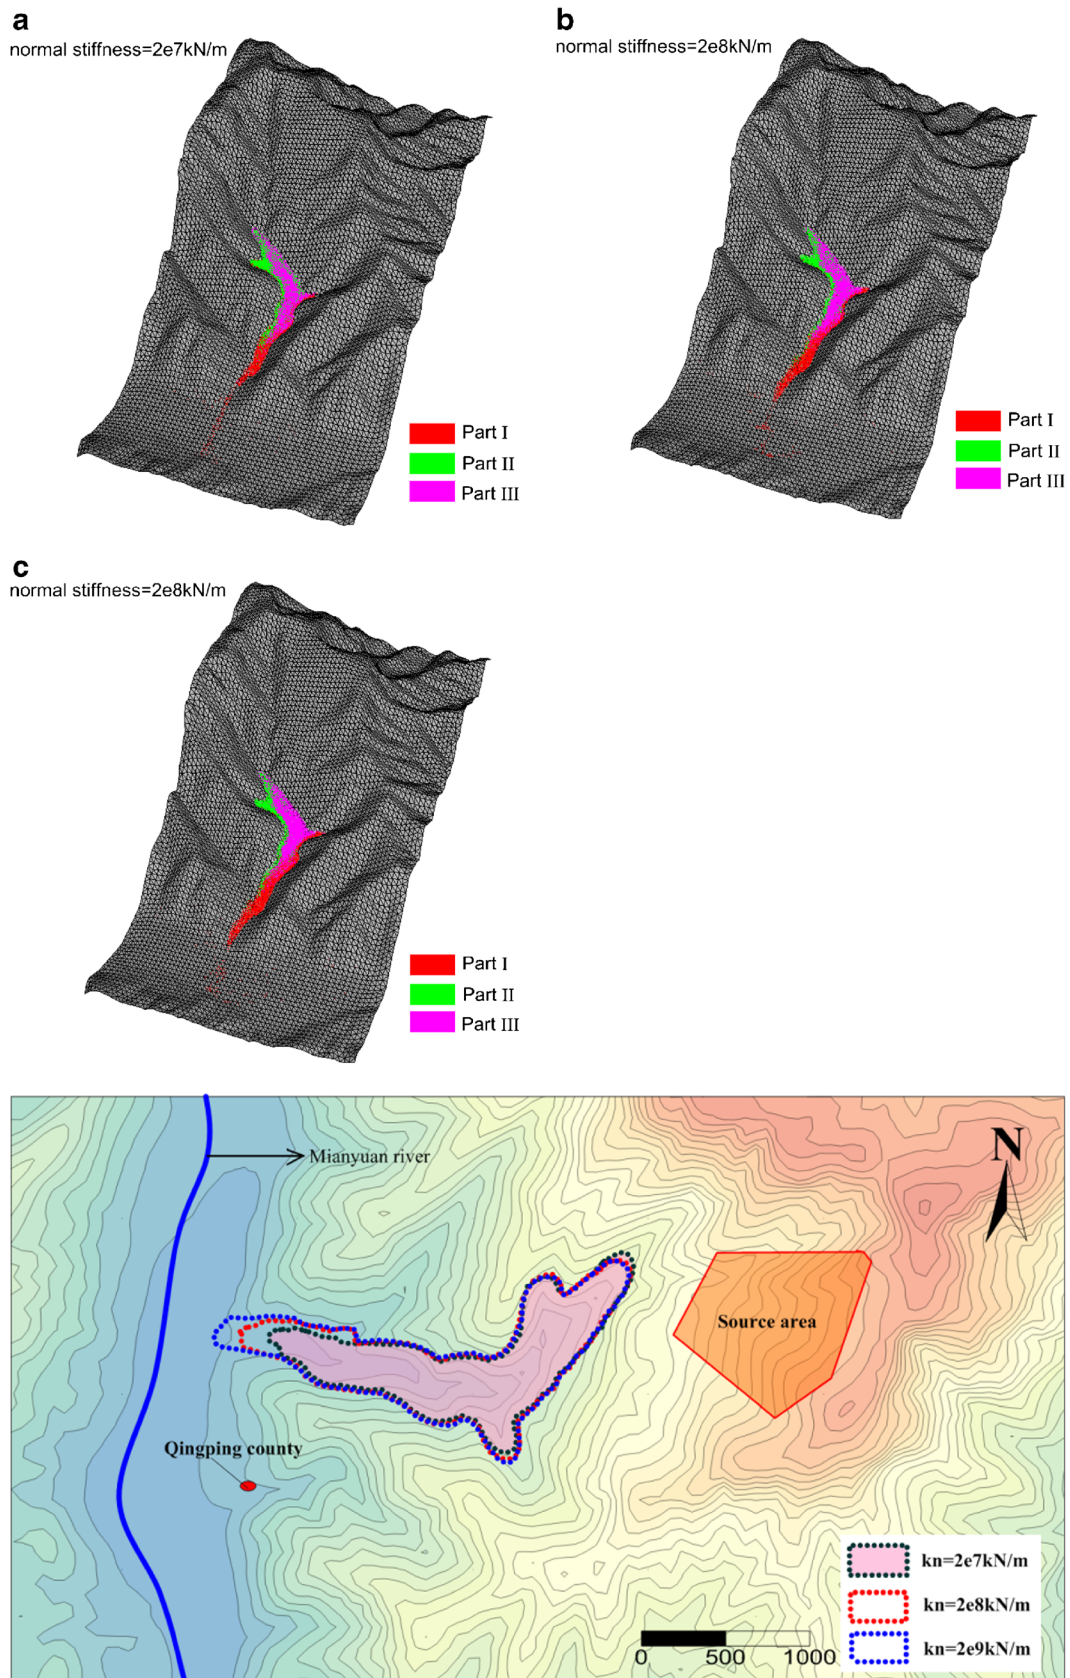 a
normal stiffness=2e7kN/m
Part I
Part II
Part III
b
normal stiffness=2e8kN/m
Part I
Part II
Part III
c
normal stiffness=2e8kN/m
Part I
Part II
Part III
Mianyuan river
N
Source area
Qingping county
kn=2e7kN/m
kn=2e8kN/m
kn=2e9kN/m
0 500 1000